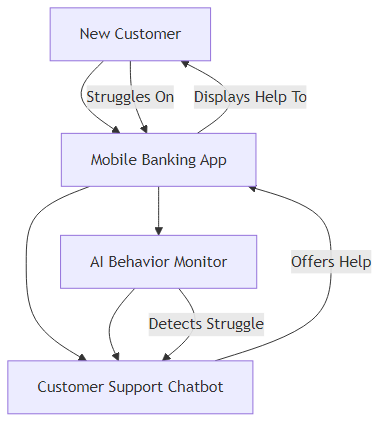 New Customer
Struggles On
Displays Help To
Mobile Banking App
AI Behavior Monitor
Offers Help
Detects Struggle
Customer Support Chatbot